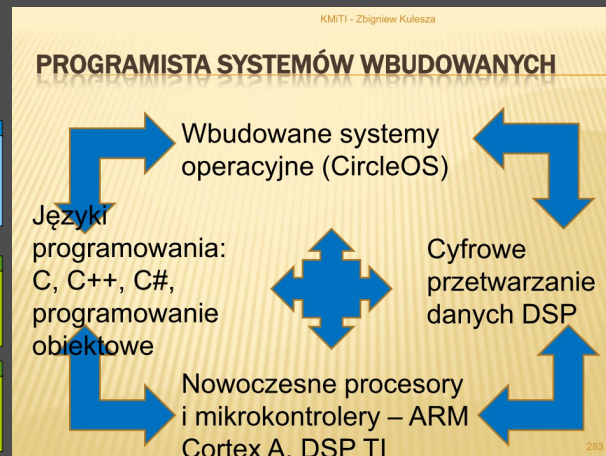 KMiTI - Zbigniew Kulesza
PROGRAMISTA SYSTEMÓW WBUDOWANYCH
Wbudowane systemy
operacyjne (CircleOS)
Języki
programowania:
C, C++, C#,
programowanie
obiektowe
Cyfrowe
przetwarzanie
danych DSP
Nowoczesne procesory
i mikrokontrolery – ARM
Cortex A, DSP TI
283